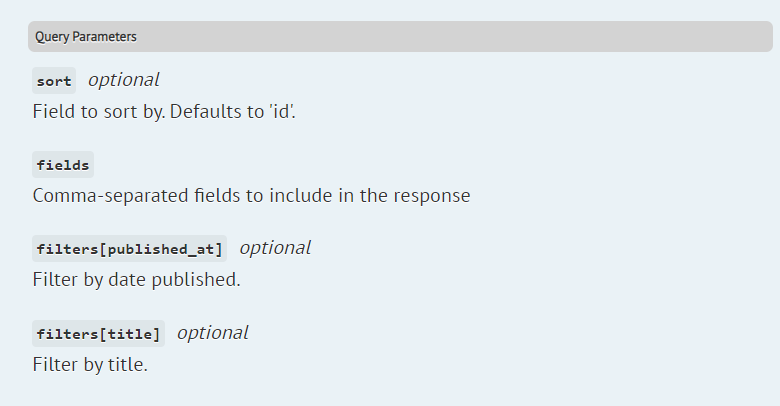 Query Parameters
sort optional
Field to sort by. Defaults to 'id'.
fields
Comma-separated fields to include in the response
filters[published_at] optional
Filter by date published.
filters[title] optional
Filter by title.